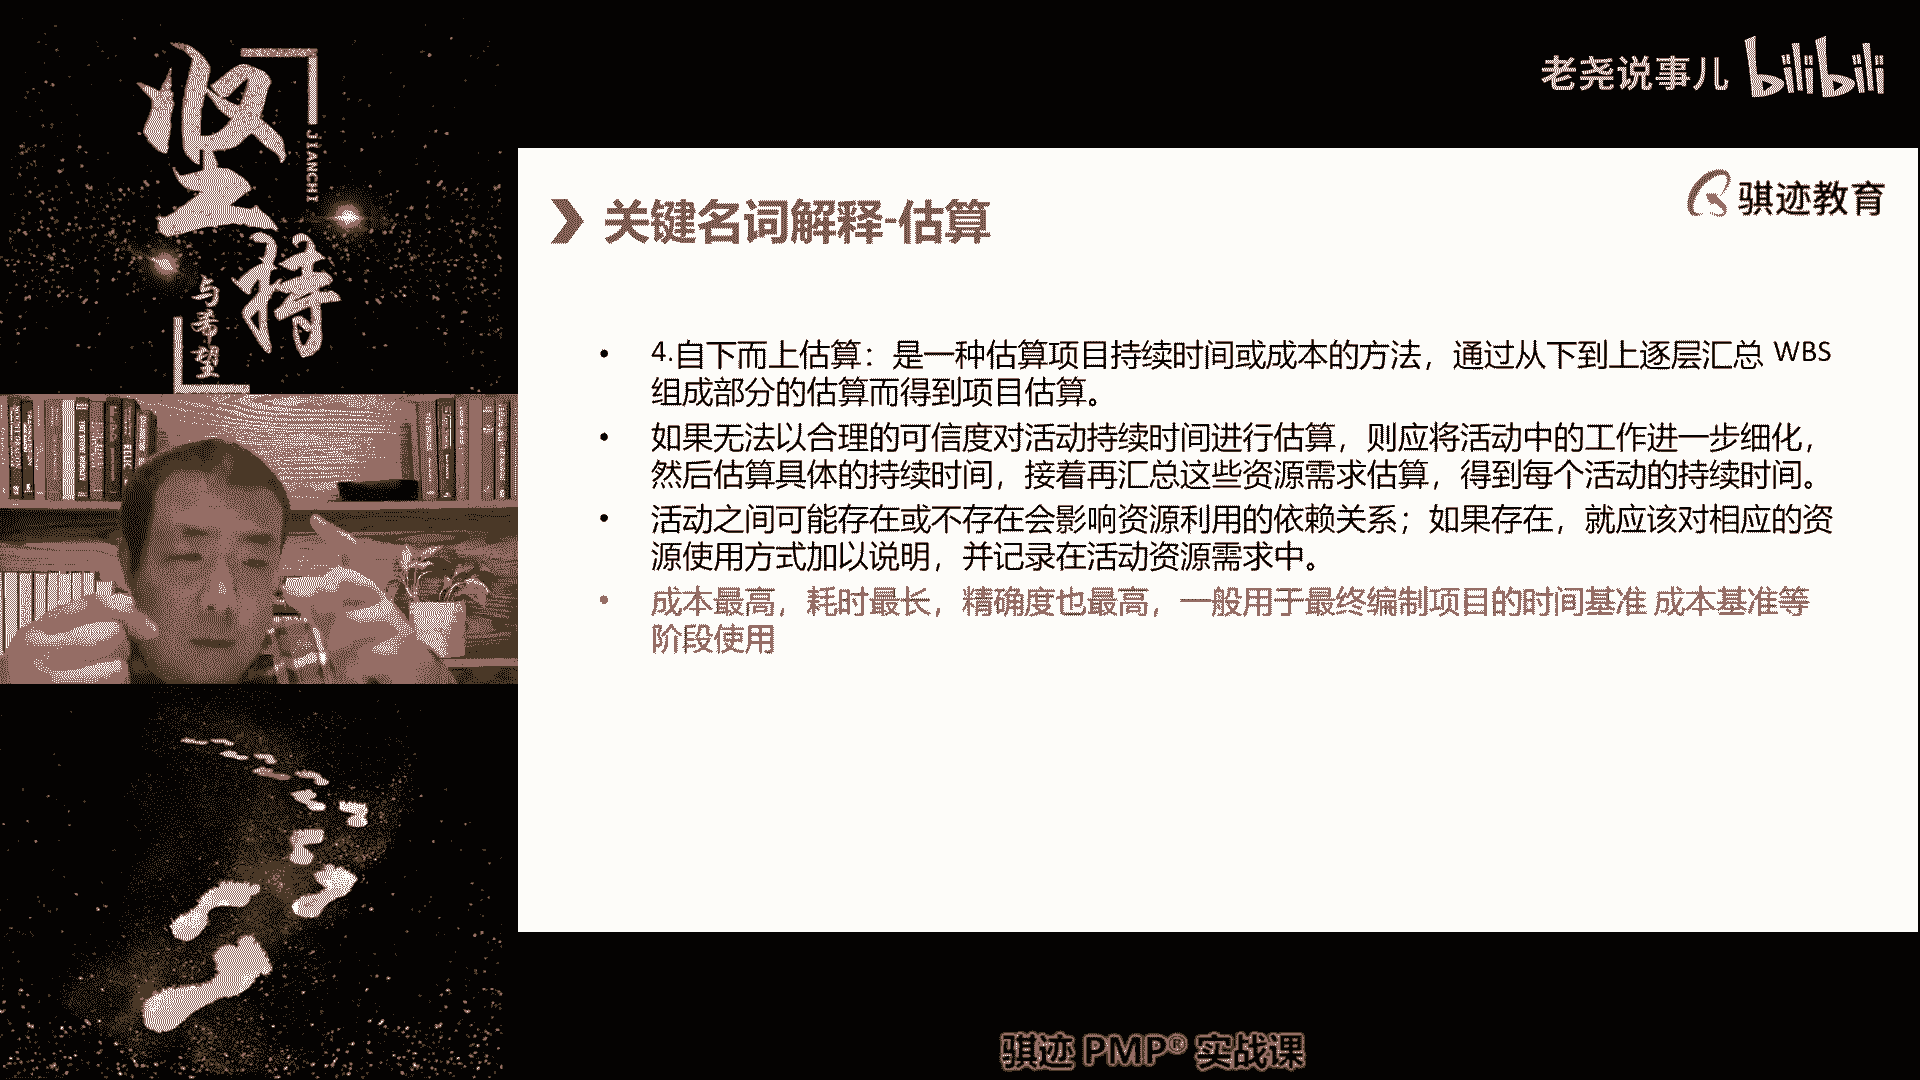 坚持
JIANCHI
与希望
老尧说事儿 bilibili
骐迹教育
关键名词解释-估算
• 4.自下而上估算：是一种估算项目持续时间或成本的方法，通过从下到上逐层汇总 WBS
组成部分的估算而得到项目估算。
• 如果无法以合理的可信度对活动持续时间进行估算，则应将活动中的工作进一步细化，
然后估算具体的持续时间，接着再汇总这些资源需求估算，得到每个活动的持续时间。
• 活动之间可能存在或不存在会影响资源利用的依赖关系；如果存在，就应该对相应的资
源使用方式加以说明，并记录在活动资源需求中。
• 成本最高，耗时最长，精确度也最高，一般用于最终编制项目的时间基准 成本基准等
阶段使用
骐迹 PMP® 实战课